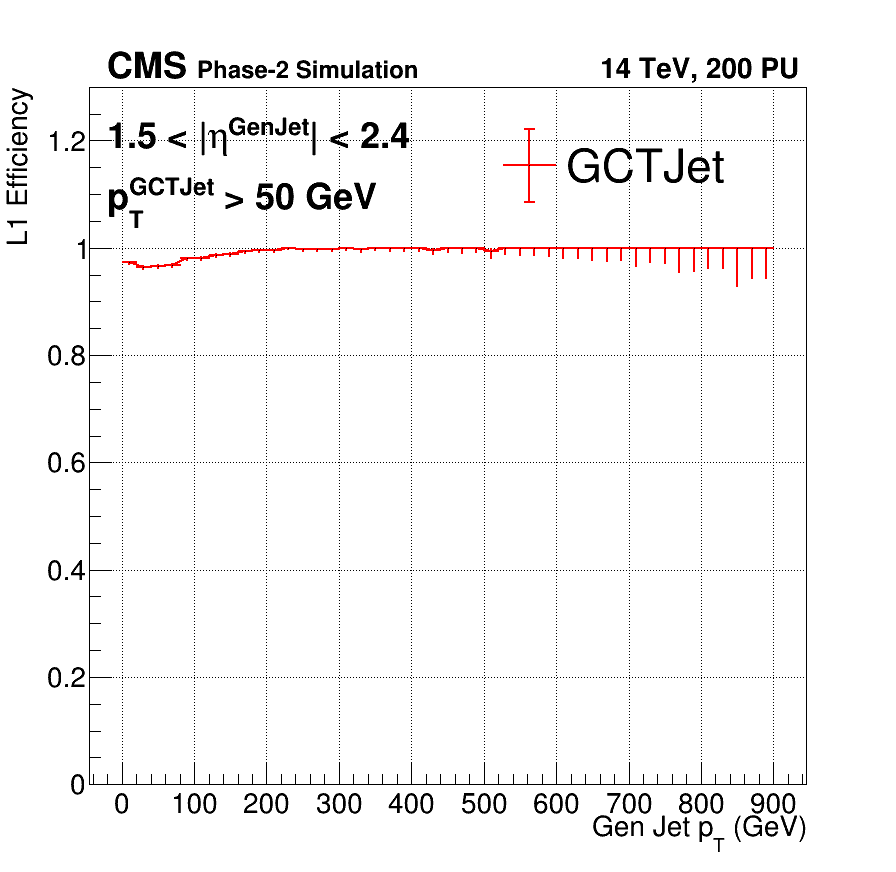 CMS Phase-2 Simulation 14 TeV, 200 PU
L1 Efficiency
1.5 < |η^GenJet| < 2.4
p_T^GCTJet > 50 GeV
GCTJet
1.2
1
0.8
0.6
0.4
0.2
0
0 100 200 300 400 500 600 700 800 900
Gen Jet p_T (GeV)